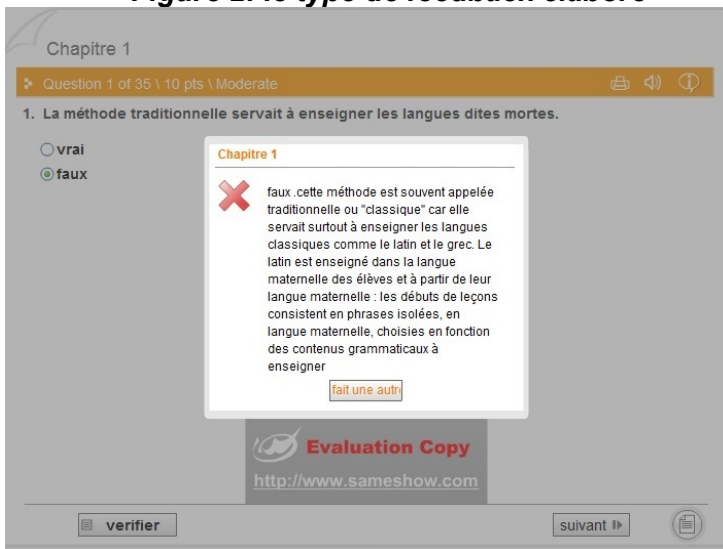 Figure 2: le type de feedback élaboré
Chapitre 1
Question 1 of 35 \ 10 pts \ Moderate
1. La méthode traditionnelle servait à enseigner les langues dites mortes.
vrai
faux
Chapitre 1
faux .cette méthode est souvent appelée
traditionnelle ou "classique" car elle
servait surtout à enseigner les langues
classiques comme le latin et le grec. Le
latin est enseigné dans la langue
maternelle des élèves et à partir de leur
langue maternelle : les débuts de leçons
consistent en phrases isolées, en
langue maternelle, choisies en fonction
des contenus grammaticaux à
enseigner
fait une autr
Evaluation Copy
http://www.sameshow.com
verifier
suivant